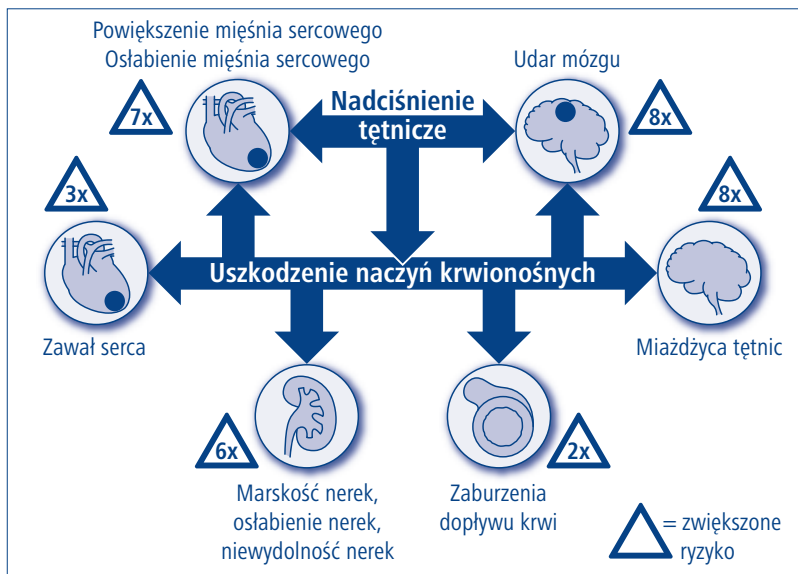 Powiększenie mięśnia sercowego
Osłabienie mięśnia sercowego
Udar mózgu
7x
Nadciśnienie
tętnicze
8x
3x
8x
Uszkodzenie naczyń krwionośnych
Zawał serca
Miażdżyca tętnic
6x
2x
Marskość nerek,
osłabienie nerek,
niewydolność nerek
Zaburzenia
dopływu krwi
= zwiększone
ryzyko